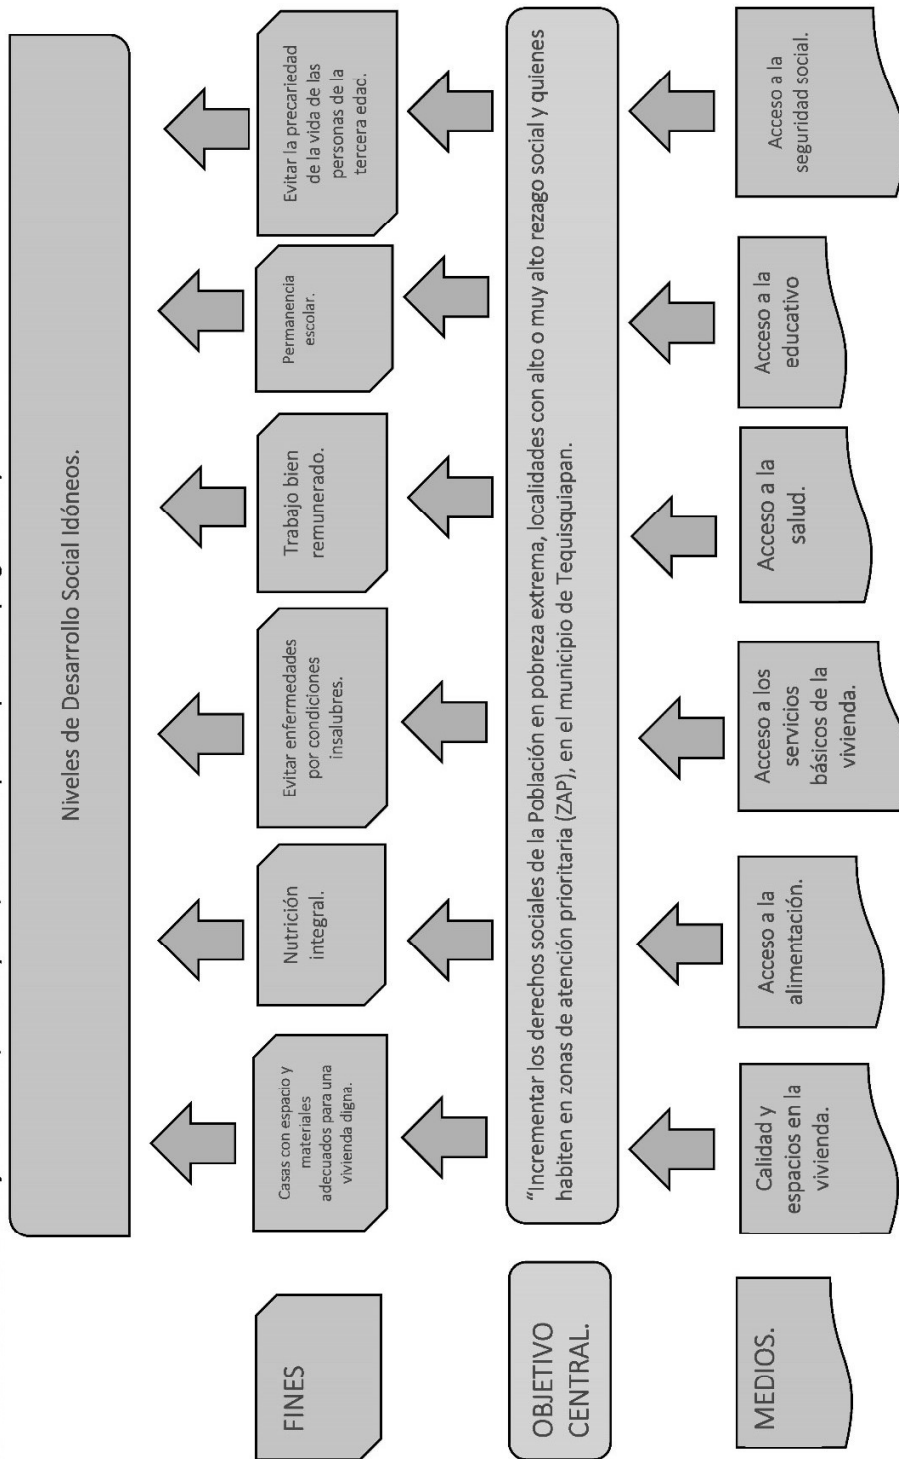 Niveles de Desarrollo Social Idóneos.
FINES
Casas con espacio y
materiales
adecuados para una
vivienda digna.
Nutrición
integral.
Evitar enfermedades
por condiciones
insalubres.
Trabajo bien
remunerado.
Permanencia
escolar.
Evitar la precariedad
de la vida de las
personas de la
tercera edac.
OBJETIVO
CENTRAL.
"Incrementar los derechos sociales de la Población en pobreza extrema, localidades con alto o muy alto rezago social y quienes
habiten en zonas de atención prioritaria (ZAP), en el municipio de Tequisquiapan.
MEDIOS.
Calidad y
espacios en la
vivienda.
Acceso a la
alimentación.
Acceso a los
servicios
básicos de la
vivienda.
Acceso a la
salud.
Acceso a la
educativo
Acceso a la
seguridad social.